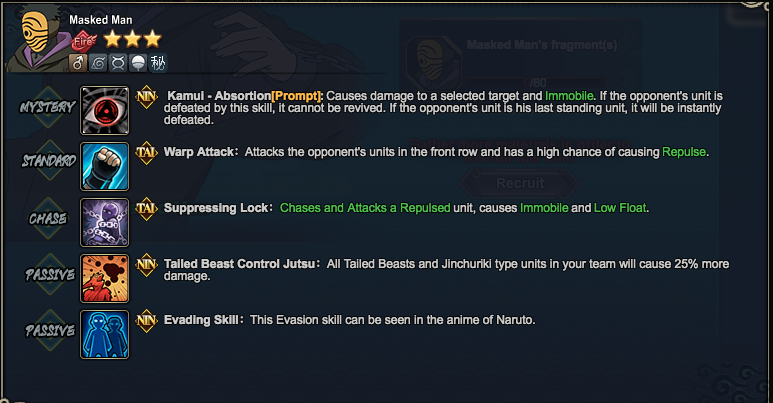 Masked Man
Fire
秘
Masked Man's fragment(s)
/80
MYSTERY
NIN
Kamui - Absortion[Prompt]: Causes damage to a selected target and Immobile. If the opponent's unit is
defeated by this skill, it cannot be revived. If the opponent's unit is his last standing unit, it will be instantly
defeated.
STANDARD
TAI
Warp Attack: Attacks the opponent's units in the front row and has a high chance of causing Repulse.
Recruit
CHASE
TAI
Suppressing Lock: Chases and Attacks a Repulsed unit, causes Immobile and Low Float.
PASSIVE
NIN
Tailed Beast Control Jutsu: All Tailed Beasts and Jinchuriki type units in your team will cause 25% more
damage.
PASSIVE
NIN
Evading Skill: This Evasion skill can be seen in the anime of Naruto.